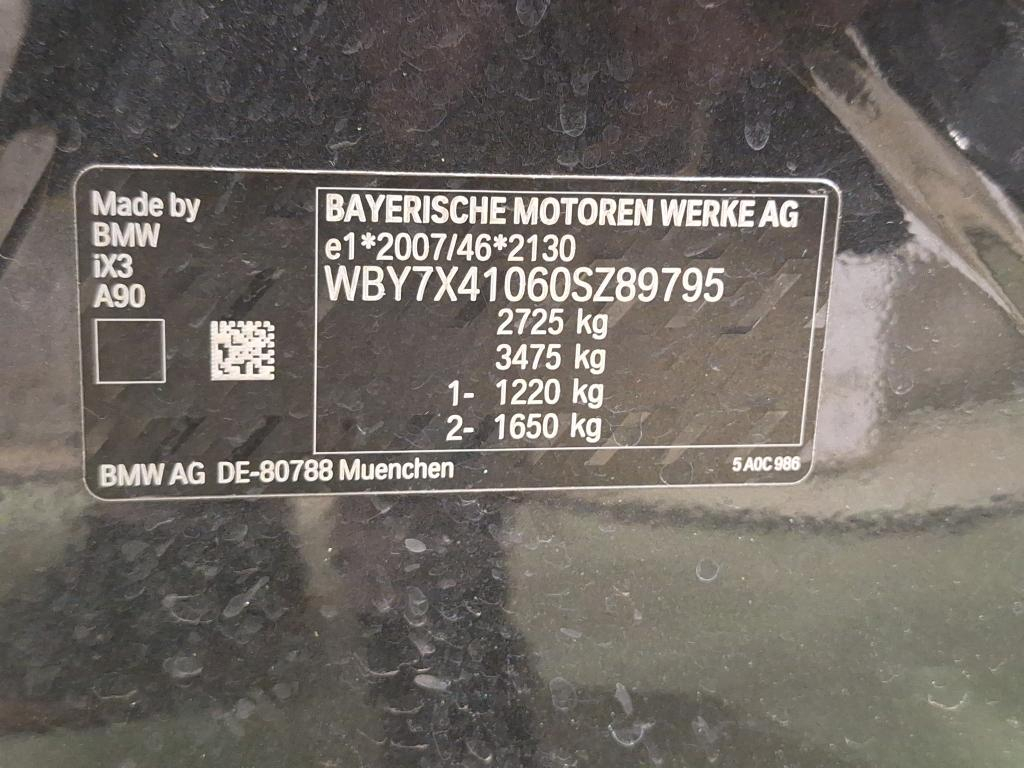 Made by
BMW
iX3
A90
BAYERISCHE MOTOREN WERKE AG
e1*2007/46*2130
WBY7X41060SZ89795
2725 kg
3475 kg
1- 1220 kg
2- 1650 kg
BMW AG DE-80788 Muenchen
5 A0C 986